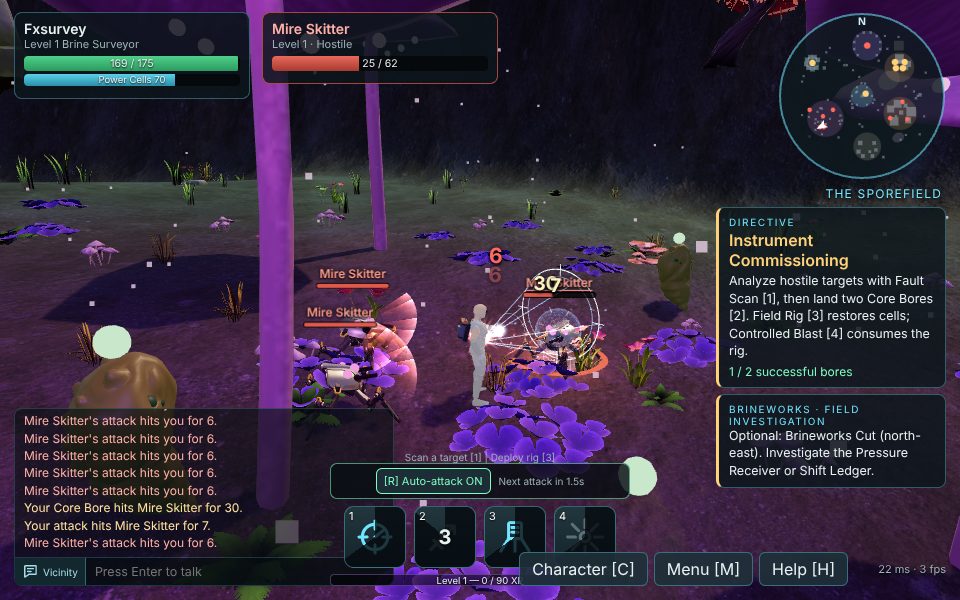 Fxsurvey
Level 1 Brine Surveyor
169 / 175
Power Cells 70
Mire Skitter
Level 1 · Hostile
25 / 62
N
THE SPOREFIELD
DIRECTIVE
Instrument
Commissioning
Analyze hostile targets with Fault
Scan [1], then land two Core Bores
[2]. Field Rig [3] restores cells;
Controlled Blast [4] consumes the
rig.
1 / 2 successful bores
BRINEWORKS · FIELD
INVESTIGATION
Optional: Brineworks Cut (north-
east). Investigate the Pressure
Receiver or Shift Ledger.
6
6
Mire Skitter
Mire Skitter
Skitter
30
7
Mire Skitter's attack hits you for 6.
Mire Skitter's attack hits you for 6.
Mire Skitter's attack hits you for 6.
Mire Skitter's attack hits you for 6.
Mire Skitter's attack hits you for 6.
Your Core Bore hits Mire Skitter for 30.
Your attack hits Mire Skitter for 7.
Mire Skitter's attack hits you for 6.
Vicinity
Press Enter to talk
Scan a target [1] | Deploy rig [3]
[R] Auto-attack ON
Next attack in 1.5s
1
2
3
3
4
Level 1 — 0 / 90
Character [C]
Menu [M]
Help [H]
22 ms · 3 fps